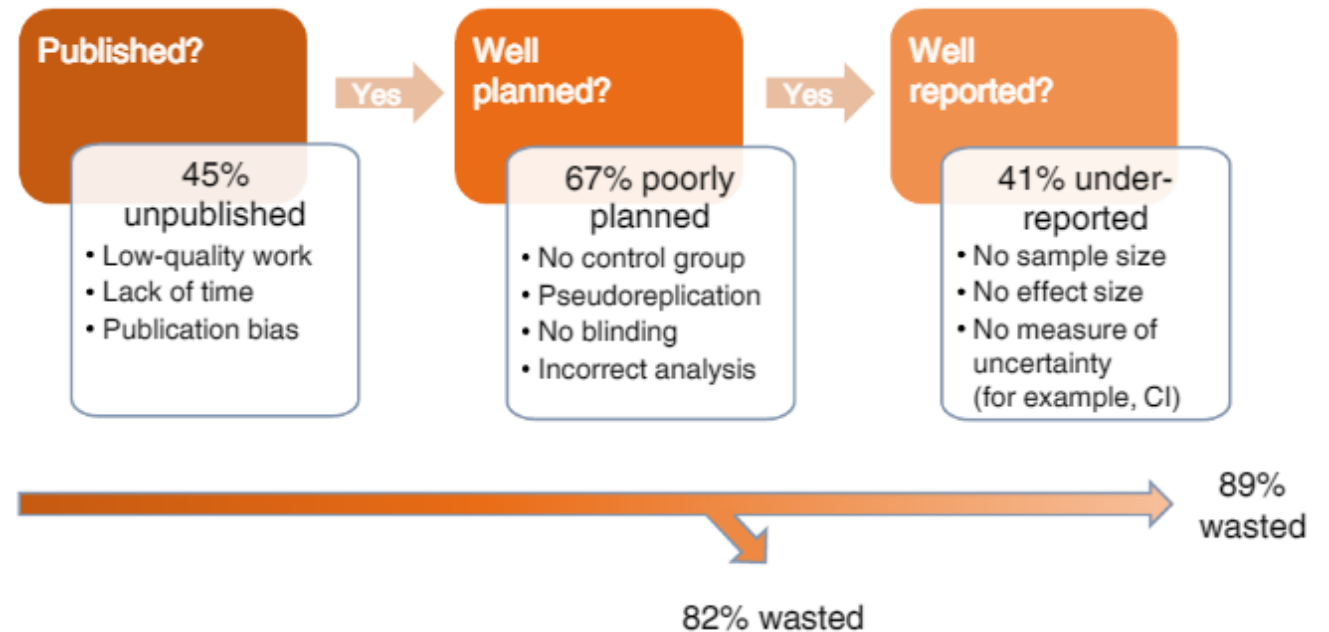 Published?
45%
unpublished
• Low-quality work
• Lack of time
• Publication bias
Yes
Well
planned?
67% poorly
planned
• No control group
• Pseudoreplication
• No blinding
• Incorrect analysis
Yes
Well
reported?
41% under-
reported
• No sample size
• No effect size
• No measure of
uncertainty
(for example, CI)
89%
wasted
82% wasted